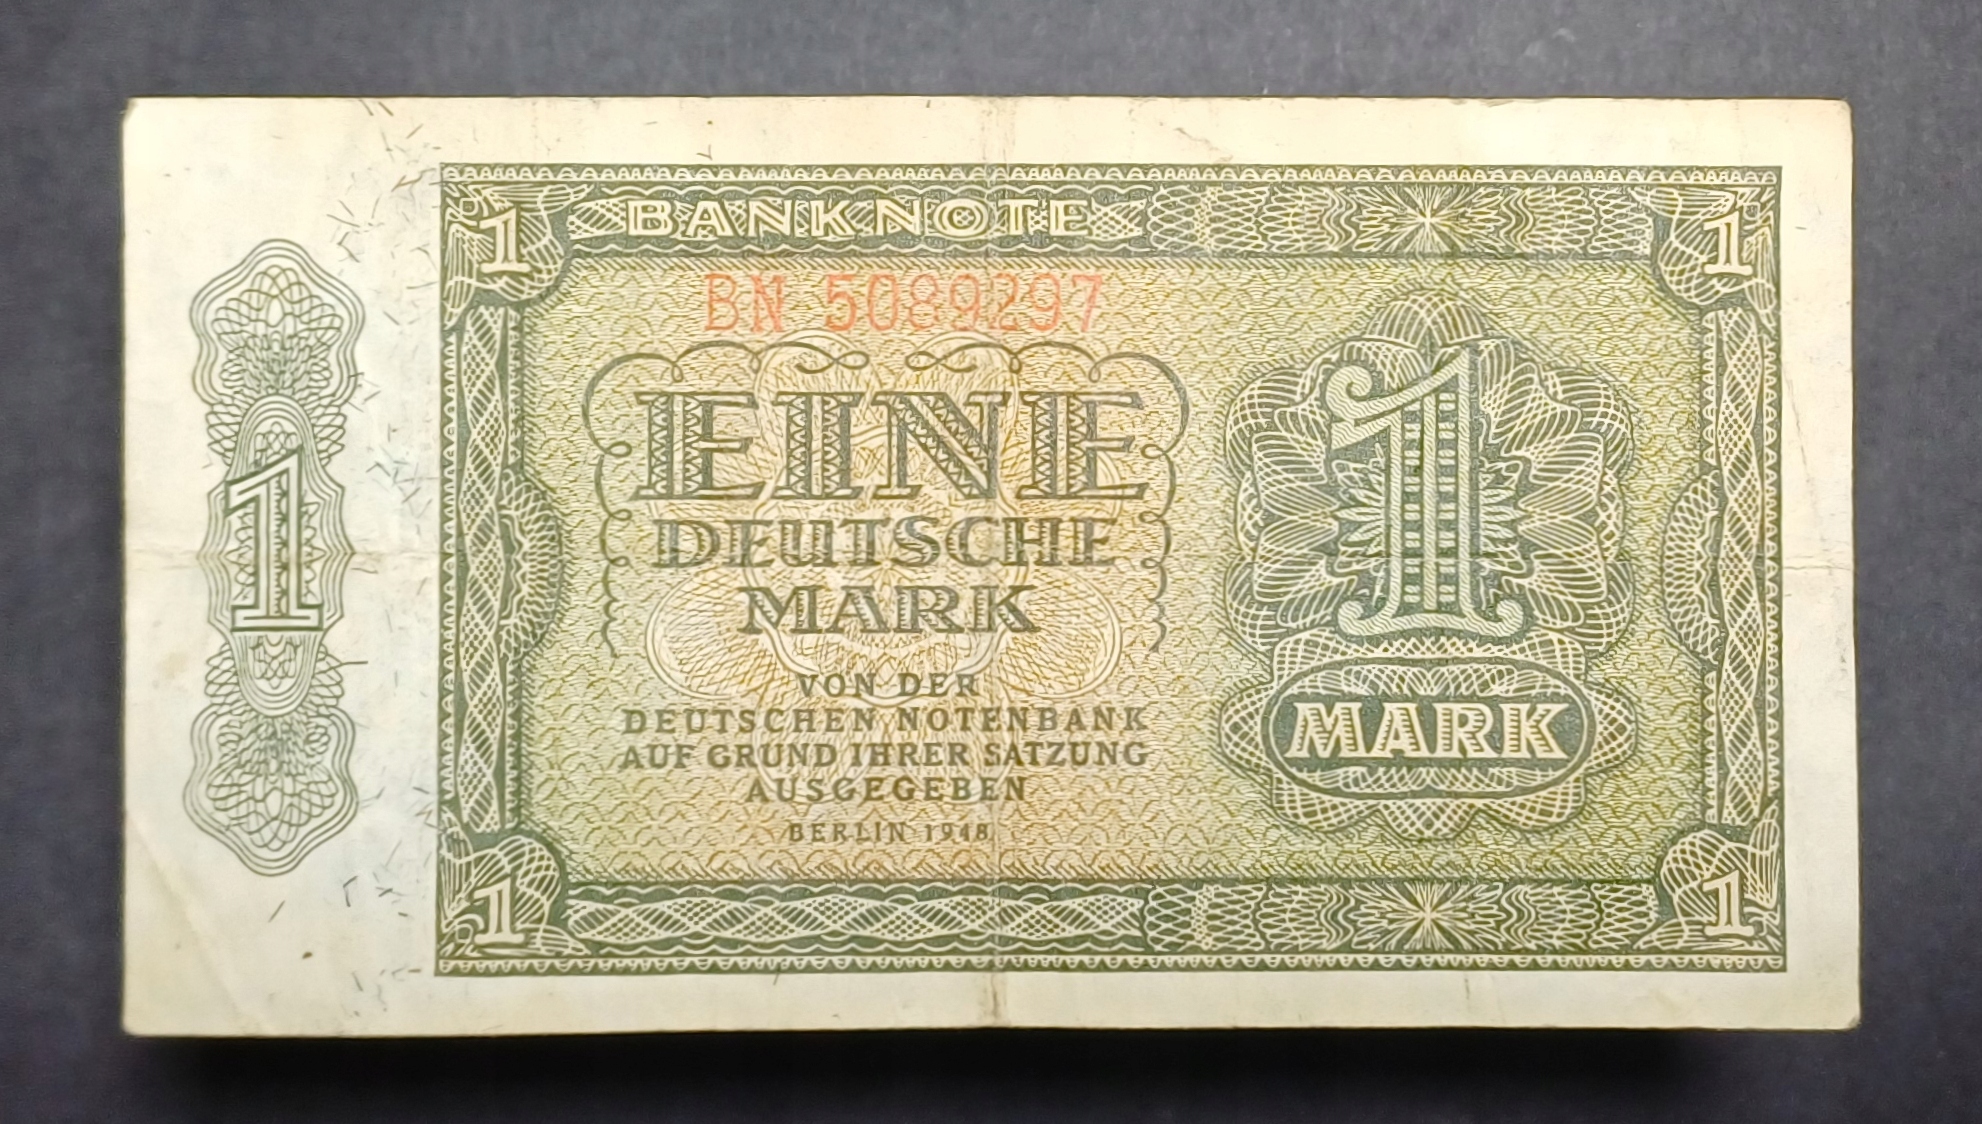 BANKNOTE
1
1
BN 5089297
EINE
DEUTSCHE
MARK
VON DER
DEUTSCHEN NOTENBANK
AUF GRUND IHRER SATZUNG
AUSGEGEBEN
BERLIN 1948
1
1
MARK
1
1